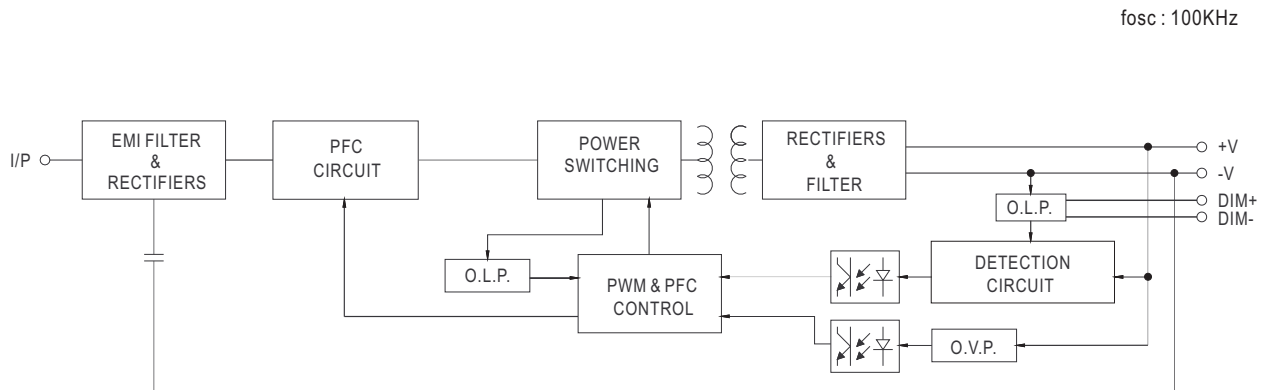 fosc : 100KHz
I/P
EMI FILTER
&
RECTIFIERS
PFC
CIRCUIT
POWER
SWITCHING
RECTIFIERS
&
FILTER
+V
-V
DIM+
DIM-
O.L.P.
O.L.P.
PWM & PFC
CONTROL
DETECTION
CIRCUIT
O.V.P.